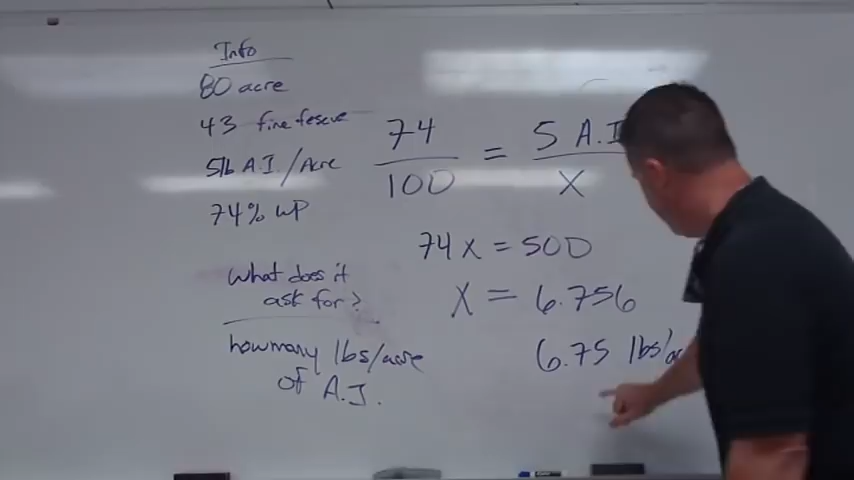 Info
80 acre
43 fine fescue
5lb A.I./Acre
74% WP
What does it
ask for?
how many lbs/acre
of A.I.
74/100 = 5 A.I/X
74X = 500
X = 6.756
6.75 lbs/